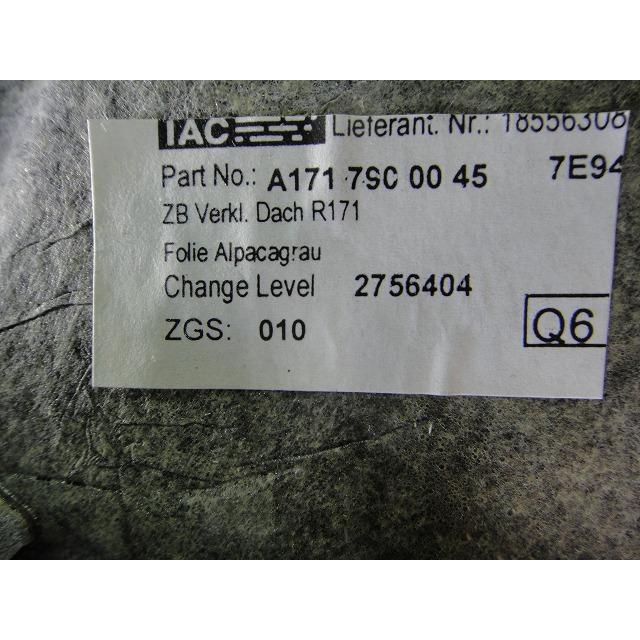 IAC Lieferant. Nr.: 18556308
Part No.: A171 7SC 00 45 7E94
ZB Verkl. Dach R171
Folie Alpacagrau
Change Level 2756404
ZGS: 010
Q6